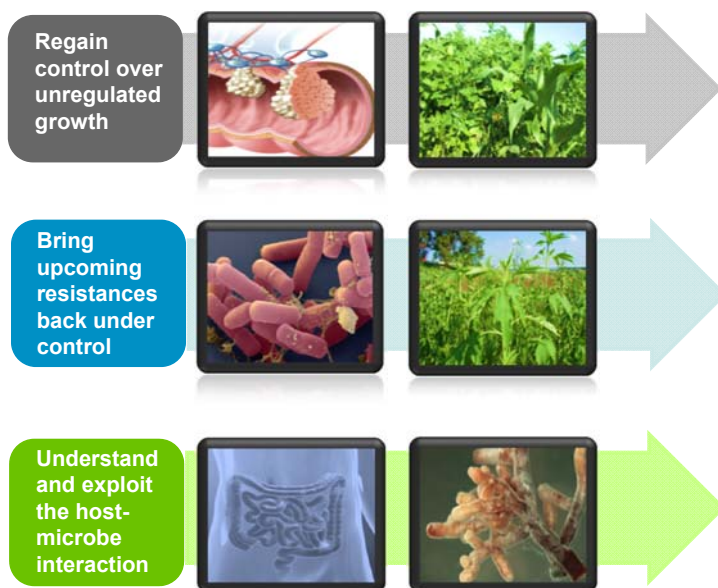 Regain
control over
unregulated
growth
Bring
upcoming
resistances
back under
control
Understand
and exploit
the host-
microbe
interaction